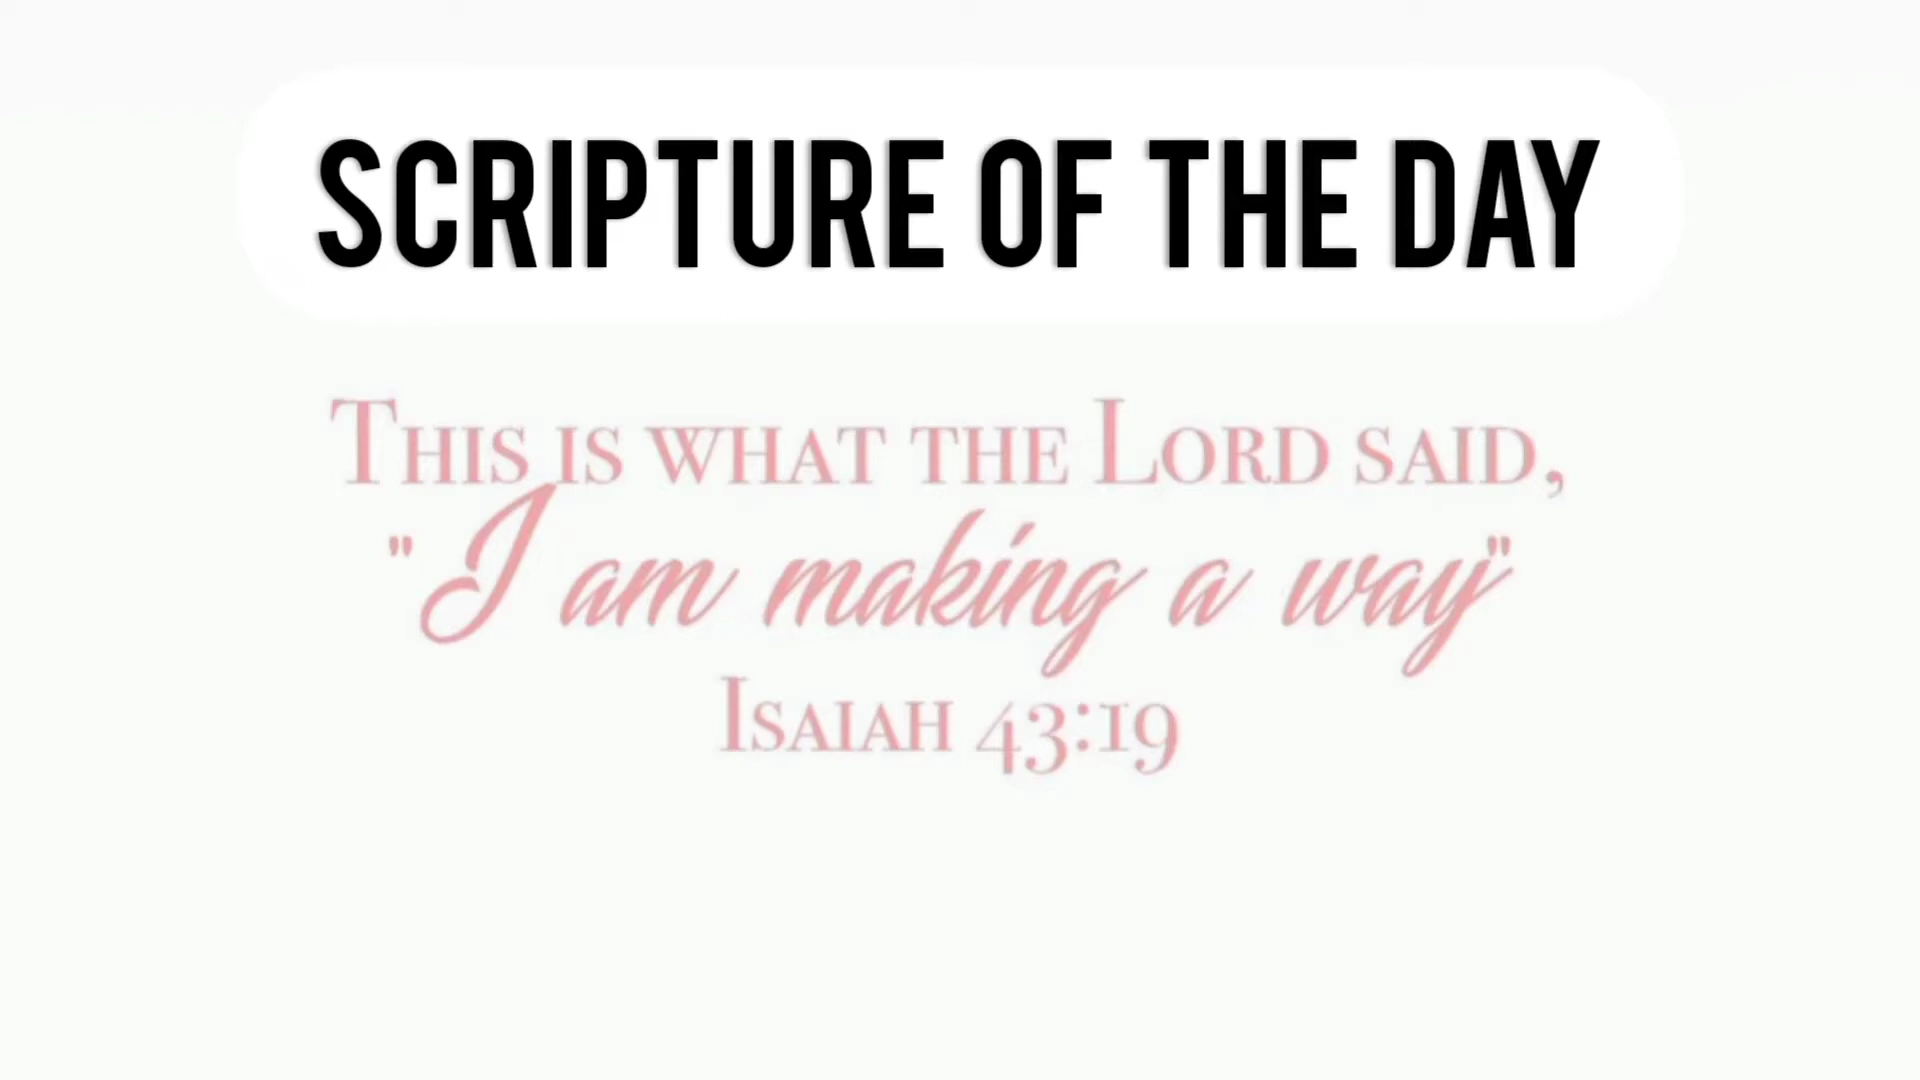 SCRIPTURE OF THE DAY
THIS IS WHAT THE LORD SAID,
"I am making a way"
ISAIAH 43:19